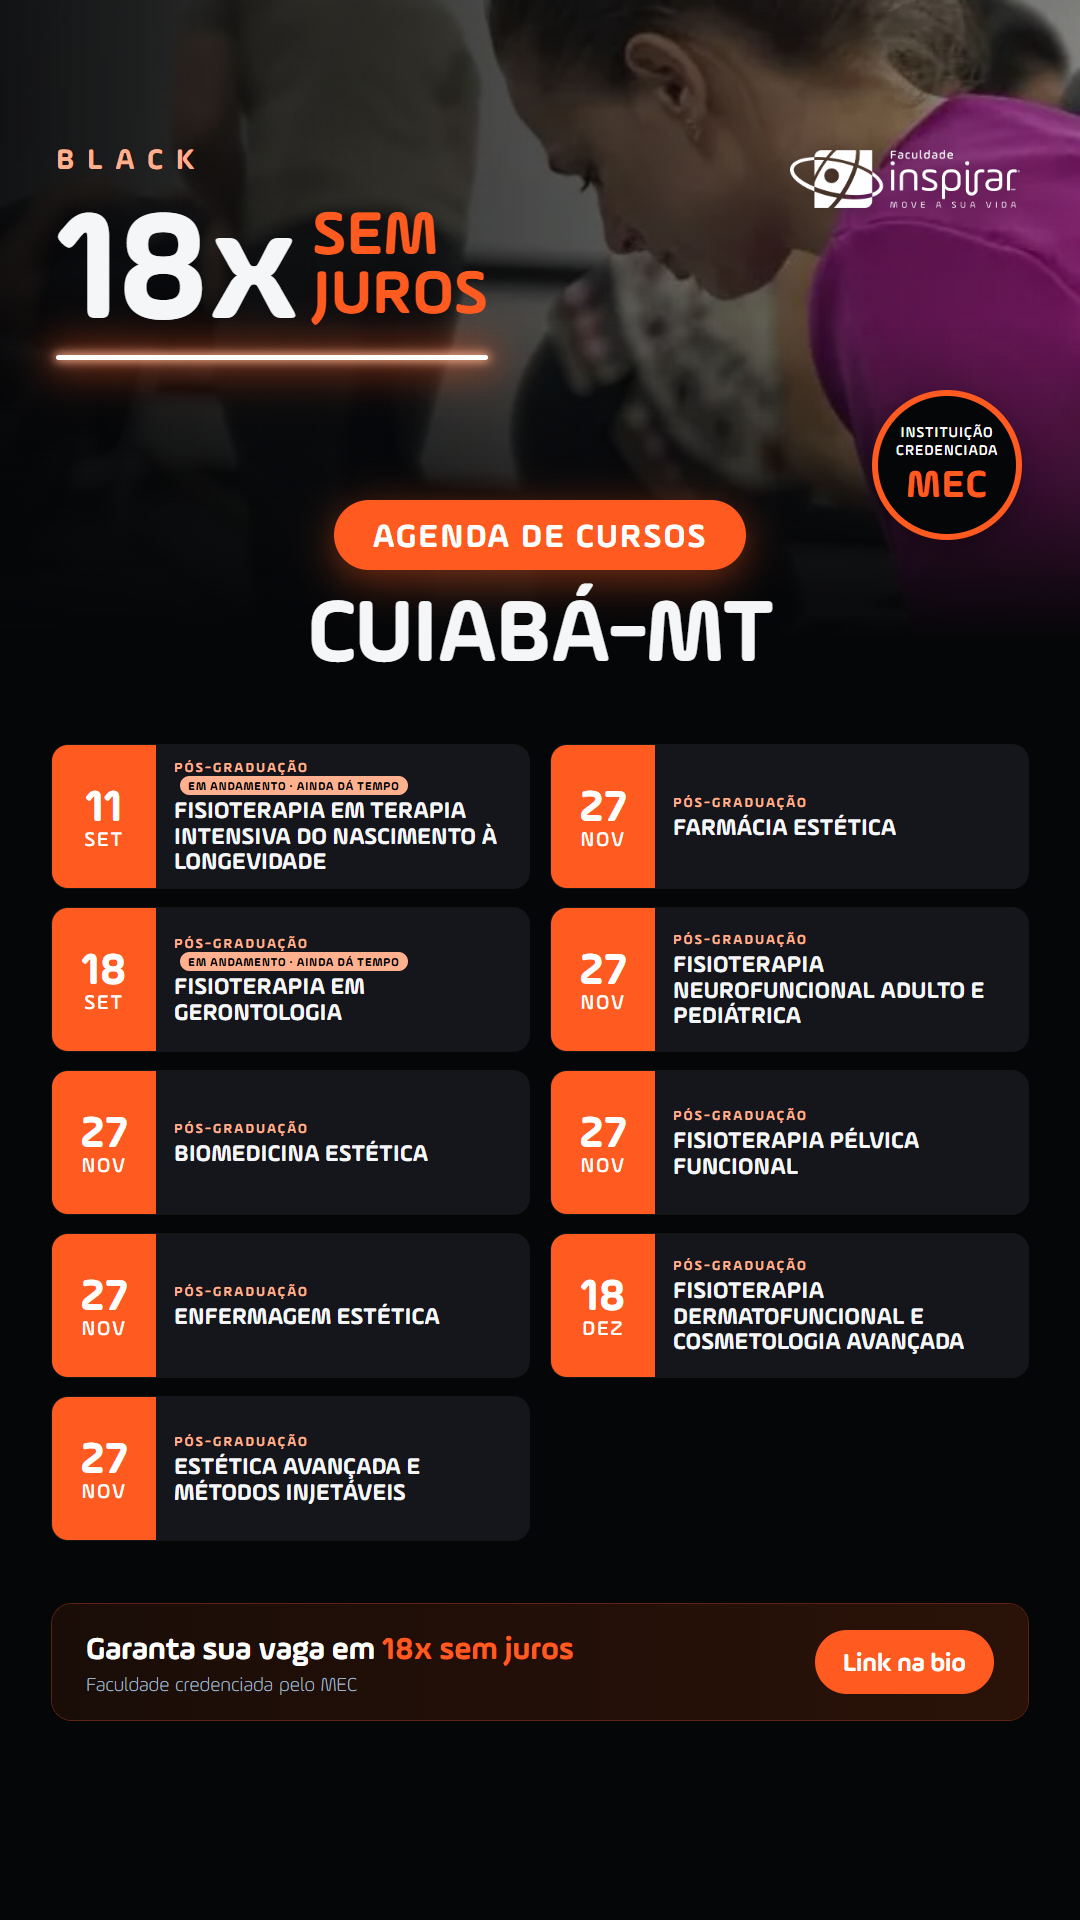 BLACK
18x SEM JUROS
Faculdade
inspirar
MOVE A SUA VIDA
INSTITUIÇÃO
CREDENCIADA
MEC
AGENDA DE CURSOS
CUIABÁ-MT
11
SET
PÓS-GRADUAÇÃO
EM ANDAMENTO · AINDA DÁ TEMPO
FISIOTERAPIA EM TERAPIA
INTENSIVA DO NASCIMENTO À
LONGEVIDADE
27
NOV
PÓS-GRADUAÇÃO
FARMÁCIA ESTÉTICA
18
SET
PÓS-GRADUAÇÃO
EM ANDAMENTO · AINDA DÁ TEMPO
FISIOTERAPIA EM
GERONTOLOGIA
27
NOV
PÓS-GRADUAÇÃO
FISIOTERAPIA
NEUROFUNCIONAL ADULTO E
PEDIÁTRICA
27
NOV
PÓS-GRADUAÇÃO
BIOMEDICINA ESTÉTICA
27
NOV
PÓS-GRADUAÇÃO
FISIOTERAPIA PÉLVICA
FUNCIONAL
27
NOV
PÓS-GRADUAÇÃO
ENFERMAGEM ESTÉTICA
18
DEZ
PÓS-GRADUAÇÃO
FISIOTERAPIA
DERMATOFUNCIONAL E
COSMETOLOGIA AVANÇADA
27
NOV
PÓS-GRADUAÇÃO
ESTÉTICA AVANÇADA E
MÉTODOS INJETÁVEIS
Garanta sua vaga em 18x sem juros
Faculdade credenciada pelo MEC
Link na bio